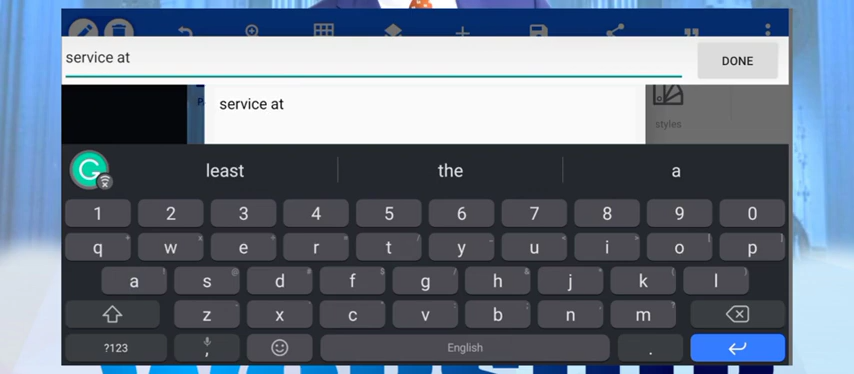 service at
DONE
service at
styles
least the a
1 2 3 4 5 6 7 8 9 0
q w e r t y u i o p
a s d f g h j k l
z x c v b n m
?123 , English .